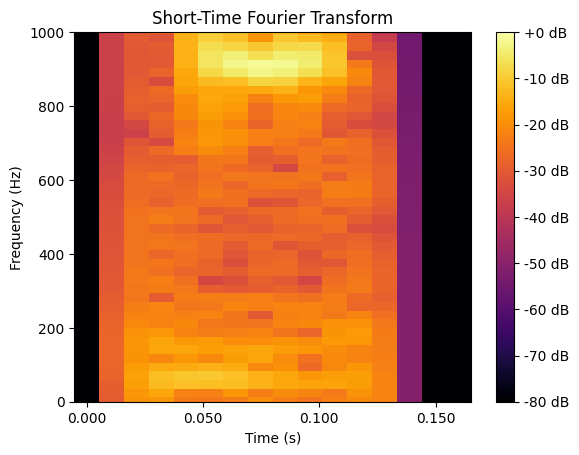 Short-Time Fourier Transform
1000
800
600
400
200
0
Frequency (Hz)
0.000
0.050
0.100
0.150
Time (s)
+0 dB
-10 dB
-20 dB
-30 dB
-40 dB
-50 dB
-60 dB
-70 dB
-80 dB